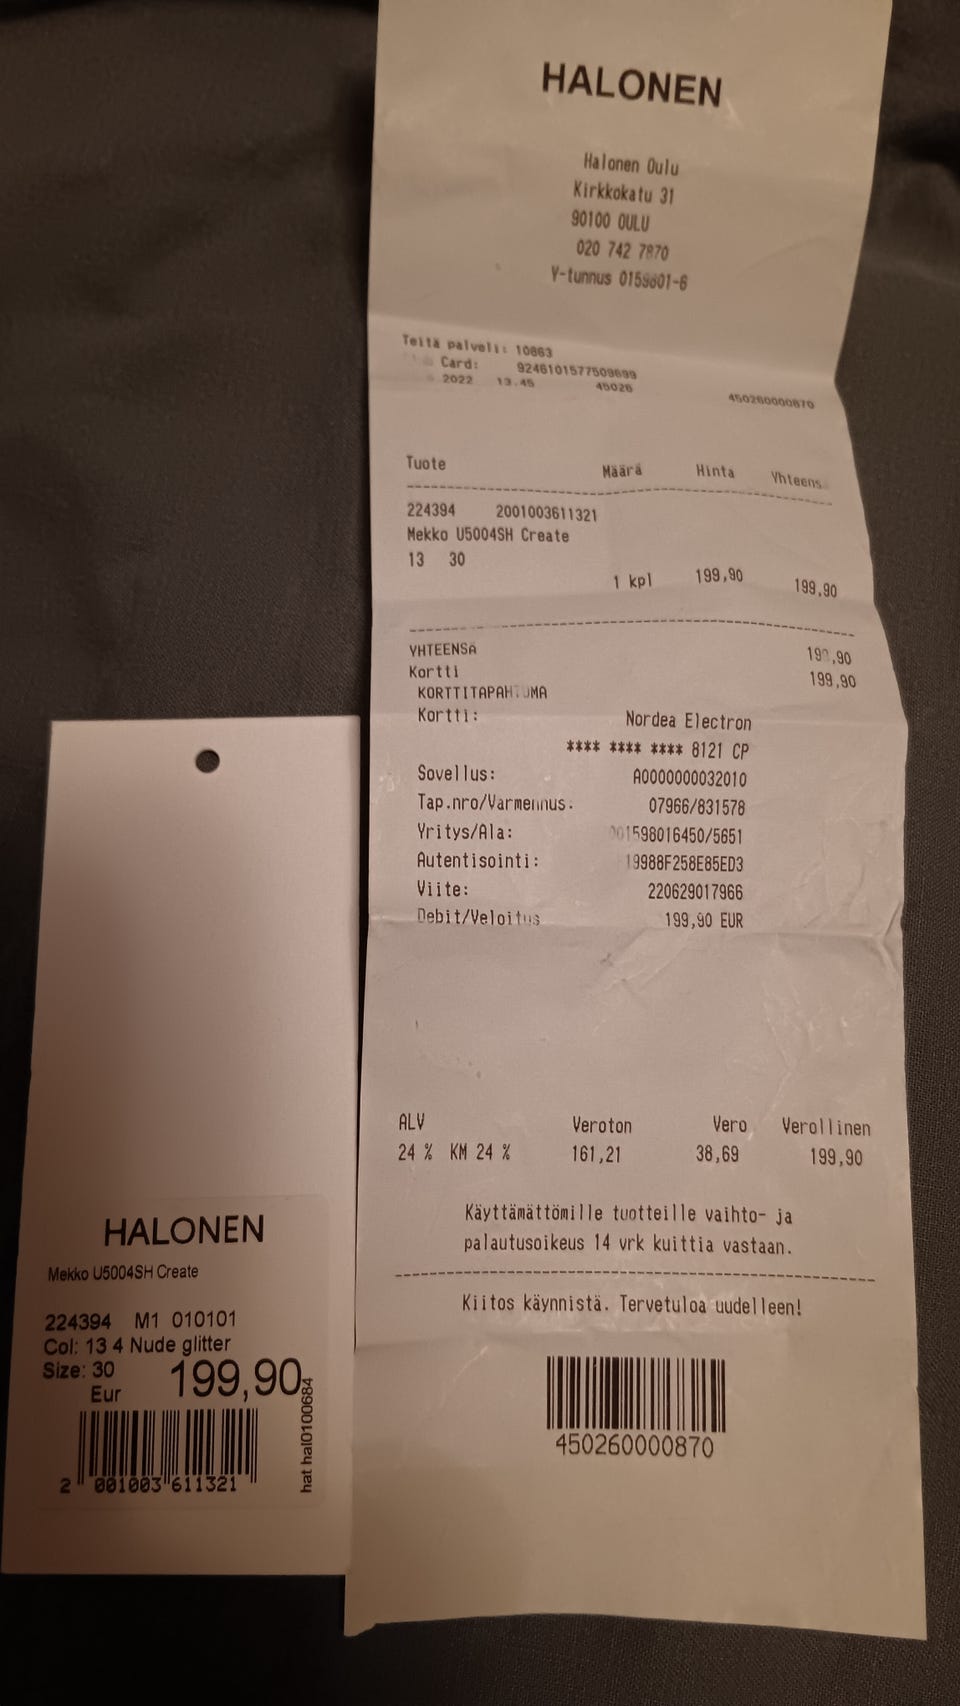 HALONEN
Halonen Oulu
Kirkkokatu 31
90100 OULU
020 742 7870
Y-tunnus
Teitä palveli: 10863
Card: 9246101577509699
2022 13.45 45026 450260000870
Tuote Määrä Hinta Yhteens
224394 2001003611321
Mekko U5004SH Create
13 30
1 kpl 199,90 199,90
YHTEENSÄ ,90
Kortti 199,90
Kortti: Nordea Electron
**** **** **** 8121 CP
Sovellus: A0000000032010
Tap.nro/Varmennus. 07966/831578
Yritys/Ala: 001598016450/5651
Autentisointi: 19988F258E85ED3
Viite: 220629017966
Debit/Veloitus 199,90 EUR
ALV Veroton Vero Verollinen
24 % KM 24 % 161,21 38,69 199,90
Käyttämättömille tuotteille vaihto- ja
palautusoikeus 14 vrk kuittia vastaan.
Kiitos käynnistä. Tervetuloa uudelleen!
450260000870
HALONEN
Mekko U5004SH Create
224394 M1 010101
Col: 13 4 Nude glitter
Size: 30
Eur 199,90
2 001003 611321
hat hal0100684